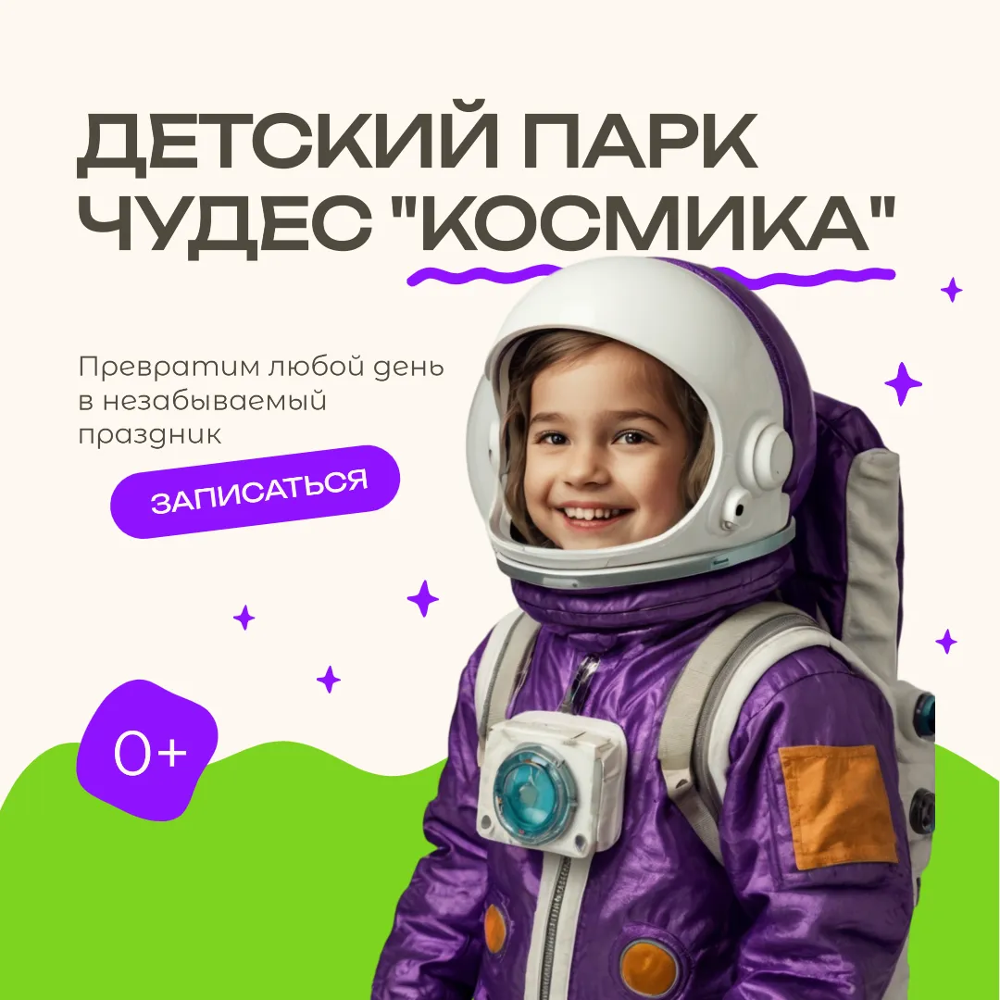 ДЕТСКИЙ ПАРК
ЧУДЕС "КОСМИКА"
Превратим любой день
в незабываемый
праздник
ЗАПИСАТЬСЯ
0+